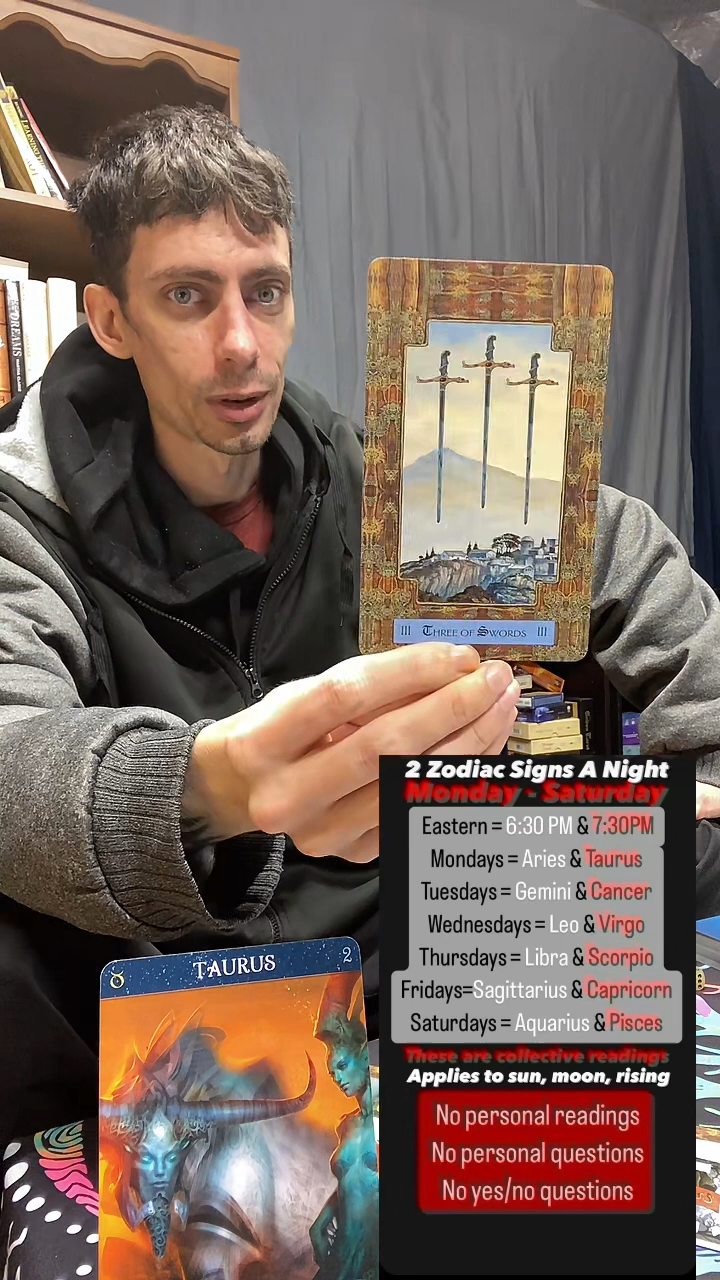 LEARNING
DREAMS
III THREE OF SWORDS III
2 Zodiac Signs A Night
Monday - Saturday
Eastern = 6:30 PM & 7:30PM
Mondays = Aries & Taurus
Tuesdays = Gemini & Cancer
Wednesdays = Leo & Virgo
Thursdays = Libra & Scorpio
Fridays=Sagittarius & Capricorn
Saturdays = Aquarius & Pisces
These are collective readings
Applies to sun, moon, rising
No personal readings
No personal questions
No yes/no questions
TAURUS 2